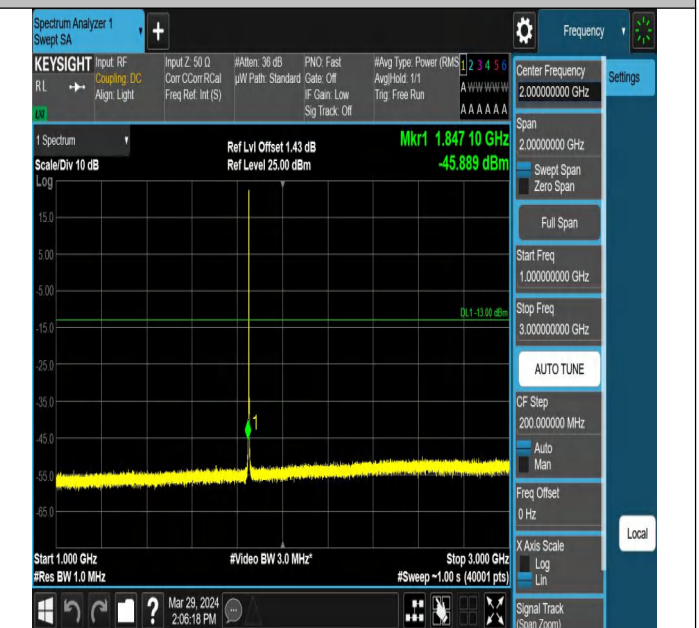 Spectrum Analyzer 1
Swept SA
+
Frequency
KEYSIGHT
RL
LXI
Input: RF
Coupling: DC
Align: Light
Input Z: 50 Ω
Corr CCorr RCal
Freq Ref: Int (S)
#Atten: 36 dB
µW Path: Standard
PNO: Fast
Gate: Off
IF Gain: Low
Sig Track: Off
#Avg Type: Power (RMS
Avg|Hold: 1/1
Trig: Free Run
1 2 3 4 5 6
A W W W W W
A A A A A A
1 Spectrum
Scale/Div 10 dB
Ref Lvl Offset 1.43 dB
Ref Level 25.00 dBm
Mkr1 1.847 10 GHz
-45.889 dBm
Log
15.0
5.00
-5.00
-15.0
-25.0
-35.0
-45.0
-55.0
-65.0
DL1 -13.00 dBm
1
Start 1.000 GHz
#Res BW 1.0 MHz
#Video BW 3.0 MHz*
Stop 3.000 GHz
#Sweep ~1.00 s (40001 pts)
Center Frequency
2.00000000 GHz
Settings
Span
2.00000000 GHz
Swept Span
Zero Span
Full Span
Start Freq
1.000000000 GHz
Stop Freq
3.000000000 GHz
AUTO TUNE
CF Step
200.000000 MHz
Auto
Man
Freq Offset
0 Hz
X Axis Scale
Log
Lin
Local
Signal Track
(Span Zoom)
?
Mar 29, 2024
2:06:18 PM